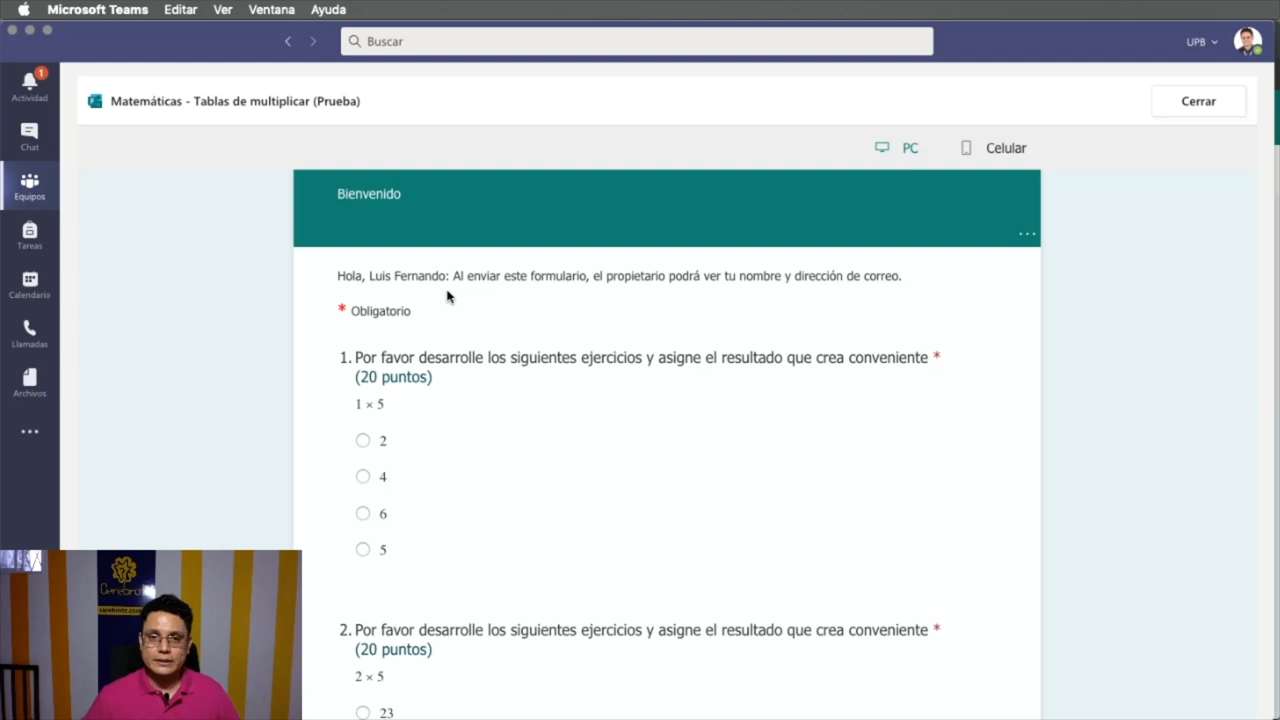 Microsoft Teams Editar Ver Ventana Ayuda
Buscar
UPB
1
Actividad
Chat
Equipos
Tareas
Calendario
Llamadas
Archivos
Matemáticas - Tablas de multiplicar (Prueba)
Cerrar
PC
Celular
Bienvenido
Hola, Luis Fernando: Al enviar este formulario, el propietario podrá ver tu nombre y dirección de correo.
* Obligatorio
1. Por favor desarrolle los siguientes ejercicios y asigne el resultado que crea conveniente *
(20 puntos)
1 × 5
2
4
6
5
2. Por favor desarrolle los siguientes ejercicios y asigne el resultado que crea conveniente *
(20 puntos)
2 × 5
23